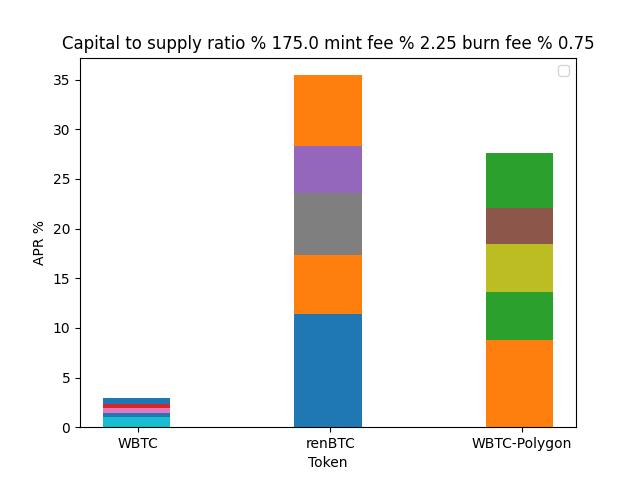 Capital to supply ratio % 175.0 mint fee % 2.25 burn fee % 0.75
35
30
25
20
15
10
5
0
APR %
WBTC renBTC WBTC-Polygon
Token